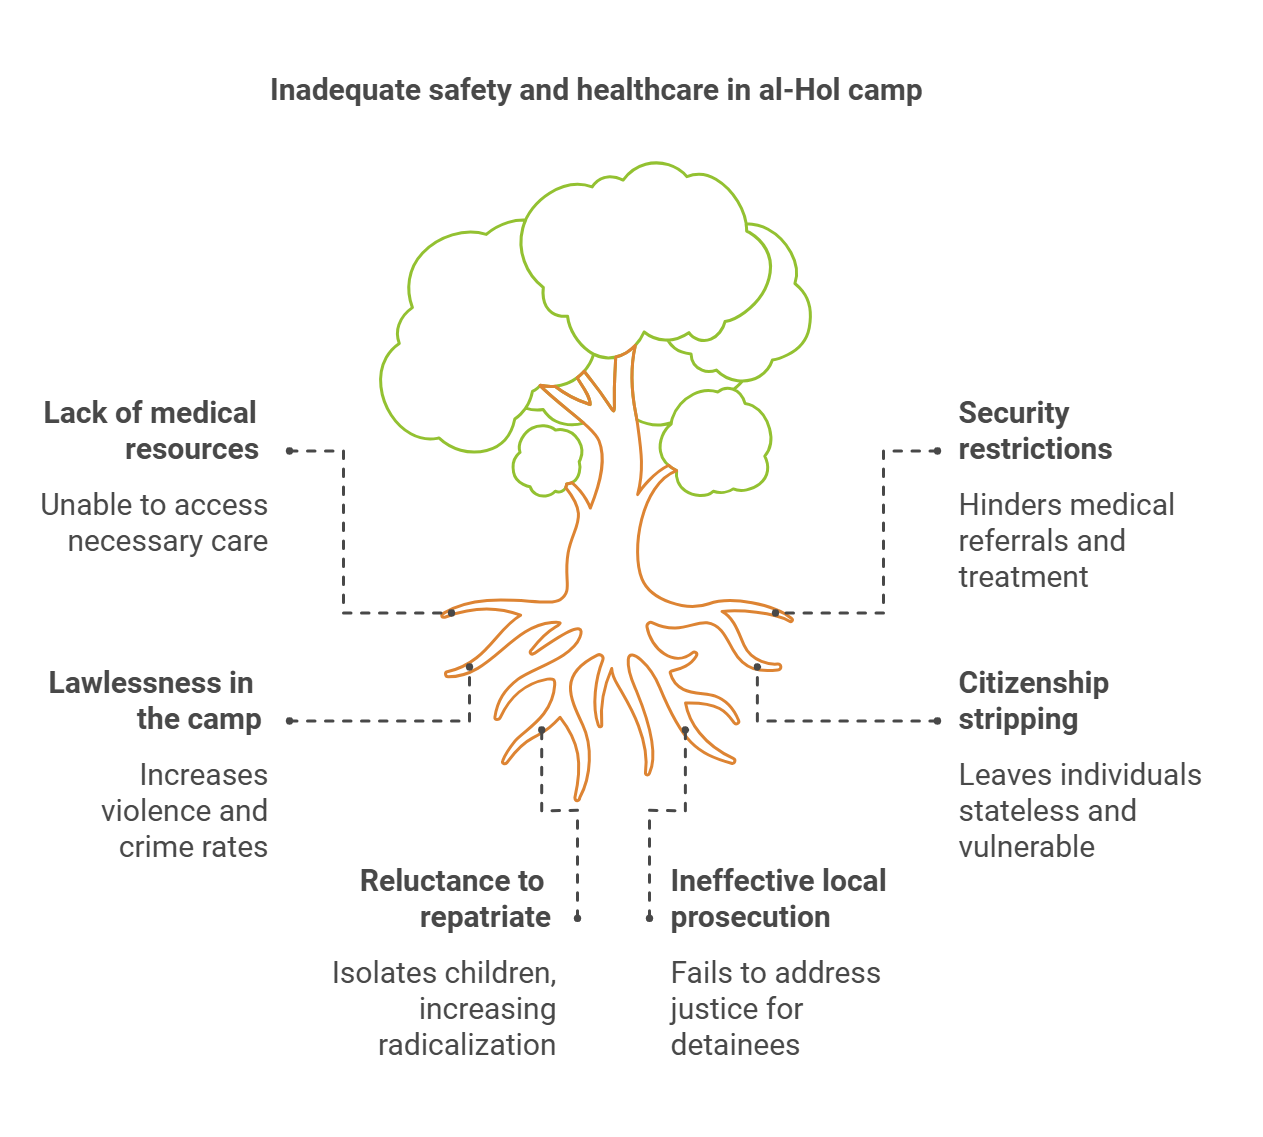 Inadequate safety and healthcare in al-Hol camp
Lack of medical
resources
Unable to access
necessary care
Security
restrictions
Hinders medical
referrals and
treatment
Lawlessness in
the camp
Increases
violence and
crime rates
Citizenship
stripping
Leaves individuals
stateless and
vulnerable
Reluctance to
repatriate
Isolates children,
increasing
radicalization
Ineffective local
prosecution
Fails to address
justice for
detainees